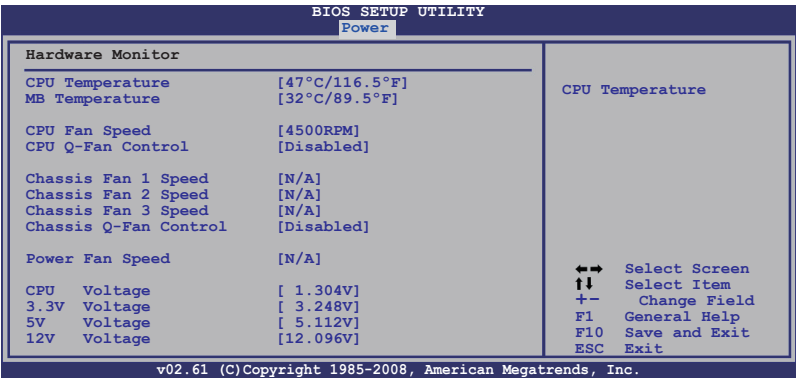 BIOS SETUP UTILITY
Power
Hardware Monitor
CPU Temperature [47°C/116.5°F]
MB Temperature [32°C/89.5°F]
CPU Fan Speed [4500RPM]
CPU Q-Fan Control [Disabled]
Chassis Fan 1 Speed [N/A]
Chassis Fan 2 Speed [N/A]
Chassis Fan 3 Speed [N/A]
Chassis Q-Fan Control [Disabled]
Power Fan Speed [N/A]
CPU Voltage [ 1.304V]
3.3V Voltage [ 3.248V]
5V Voltage [ 5.112V]
12V Voltage [12.096V]
CPU Temperature
←→ Select Screen
↑↓ Select Item
+- Change Field
F1 General Help
F10 Save and Exit
ESC Exit
v02.61 (C)Copyright 1985-2008, American Megatrends, Inc.